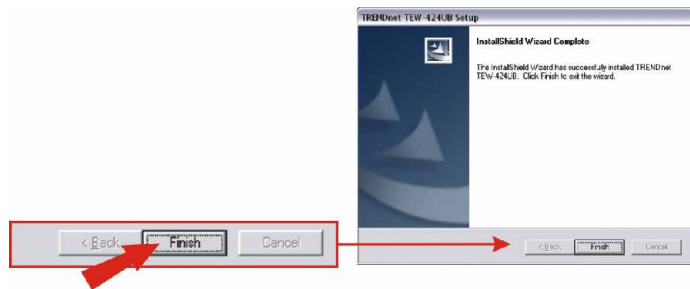 TRENDnet TEW-424UB Setup
InstallShield Wizard Complete
The InstallShield Wizard has successfully installed TRENDnet
TEW-424UB. Click Finish to exit the wizard.
< Back Finish Cancel
< Back Finish Cancel